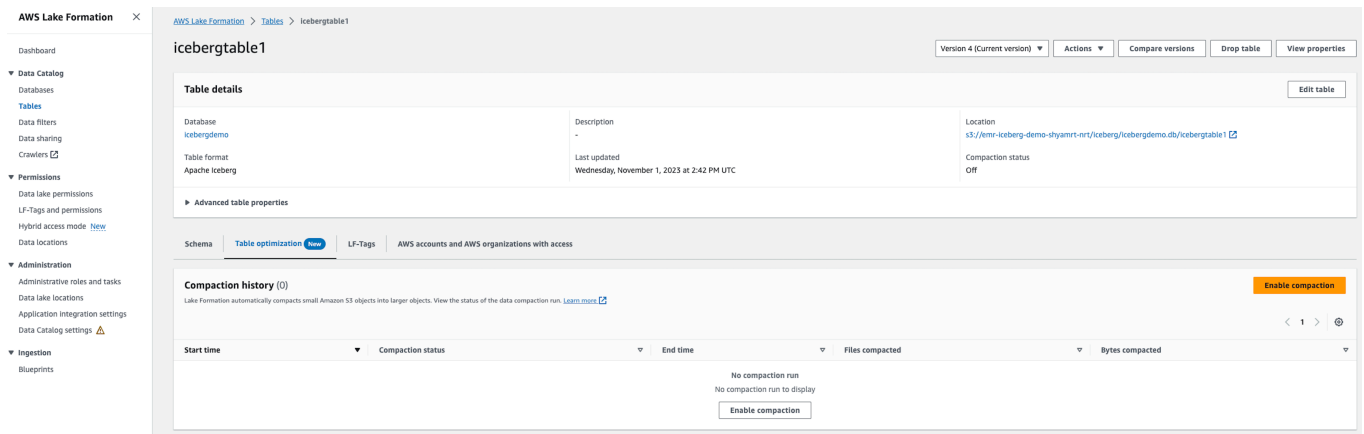 AWS Lake Formation
Dashboard
Data Catalog
Databases
Tables
Data filters
Data sharing
Crawlers
Permissions
Data lake permissions
LF-Tags and permissions
Hybrid access mode New
Data locations
Administration
Administrative roles and tasks
Data lake locations
Application integration settings
Data Catalog settings
Ingestion
Blueprints
AWS Lake Formation > Tables > icebergtable1
icebergtable1
Version 4 (Current version) Actions Compare versions Drop table View properties
Table details
Edit table
Database
icebergdemo
Description
-
Location
s3://emr-iceberg-demo-shyamrt-nrt/iceberg/icebergdemo.db/icebergtable1
Table format
Apache Iceberg
Last updated
Wednesday, November 1, 2023 at 2:42 PM UTC
Compaction status
Off
Advanced table properties
Schema Table optimization New LF-Tags AWS accounts and AWS organizations with access
Compaction history (0)
Enable compaction
Lake Formation automatically compacts small Amazon S3 objects into larger objects. View the status of the data compaction run. Learn more
1
Start time Compaction status End time Files compacted Bytes compacted
No compaction run
No compaction run to display
Enable compaction